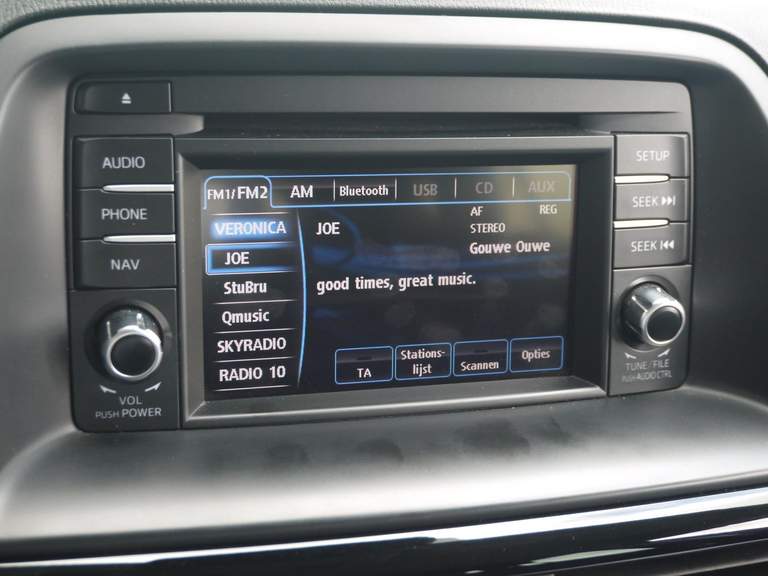 AUDIO
PHONE
NAV
VOL
PUSH POWER
FM1/FM2 AM Bluetooth USB CD AUX
VERONICA
JOE
StuBru
Qmusic
SKYRADIO
RADIO 10
JOE
AF REG
STEREO
Gouwe Ouwe
good times, great music.
TA
Stations-
lijst
Scannen
Opties
SETUP
SEEK
SEEK
TUNE/FILE
PUSH AUDIO CTRL